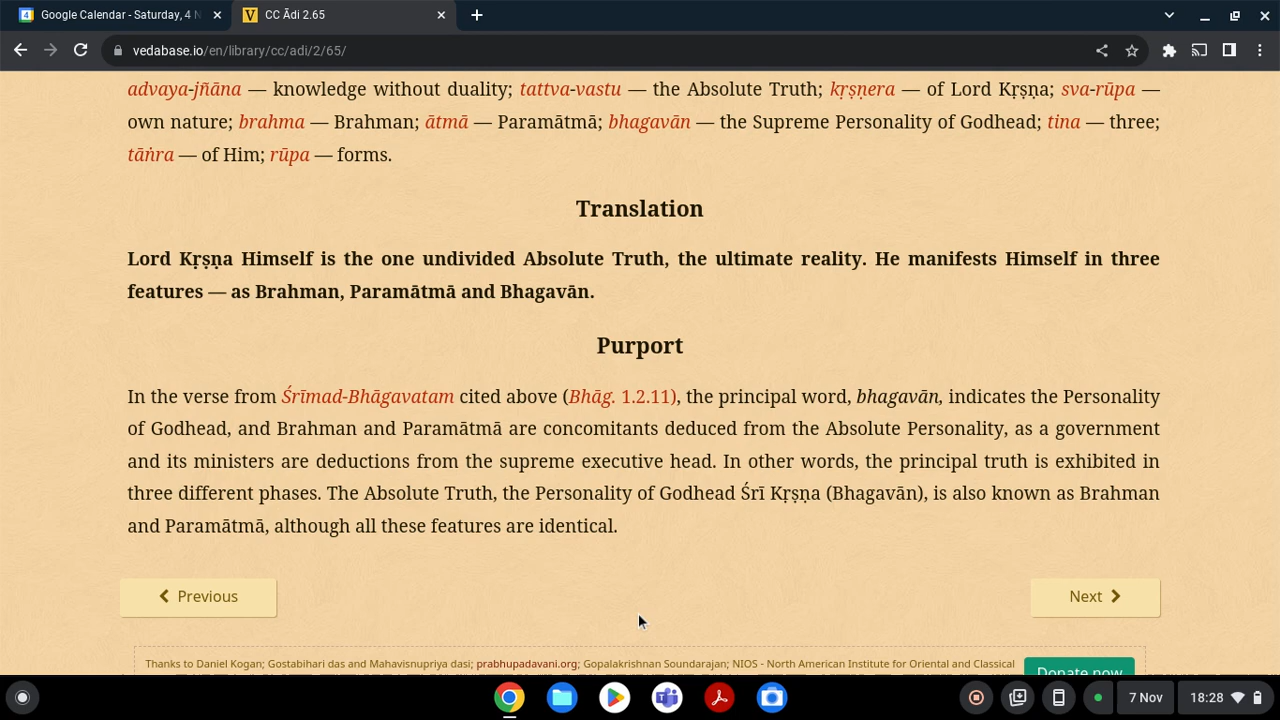 Google Calendar - Saturday, 4 N
CC Ādi 2.65
vedabase.io/en/library/cc/adi/2/65/
advaya-jñāna — knowledge without duality; tattva-vastu — the Absolute Truth; kṛṣṇera — of Lord Kṛṣṇa; sva-rūpa —
own nature; brahma — Brahman; ātmā — Paramātmā; bhagavān — the Supreme Personality of Godhead; tina — three;
tāṅra — of Him; rūpa — forms.
Translation
Lord Kṛṣṇa Himself is the one undivided Absolute Truth, the ultimate reality. He manifests Himself in three
features — as Brahman, Paramātmā and Bhagavān.
Purport
In the verse from Śrīmad-Bhāgavatam cited above (Bhāg. 1.2.11), the principal word, bhagavān, indicates the Personality
of Godhead, and Brahman and Paramātmā are concomitants deduced from the Absolute Personality, as a government
and its ministers are deductions from the supreme executive head. In other words, the principal truth is exhibited in
three different phases. The Absolute Truth, the Personality of Godhead Śrī Kṛṣṇa (Bhagavān), is also known as Brahman
and Paramātmā, although all these features are identical.
Previous
Next
Thanks to Daniel Kogan; Gostabihari das and Mahavisnupriya dasi; prabhupadavani.org; Gopalakrishnan Soundarajan; NIOS - North American Institute for Oriental and Classical
Donate now
7 Nov
18:28